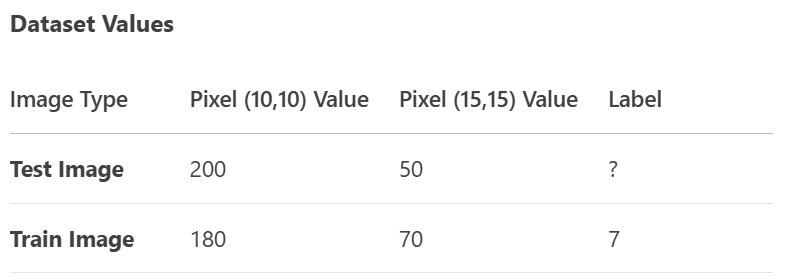 Dataset Values
Image Type Pixel (10,10) Value Pixel (15,15) Value Label
Test Image 200 50 ?
Train Image 180 70 7